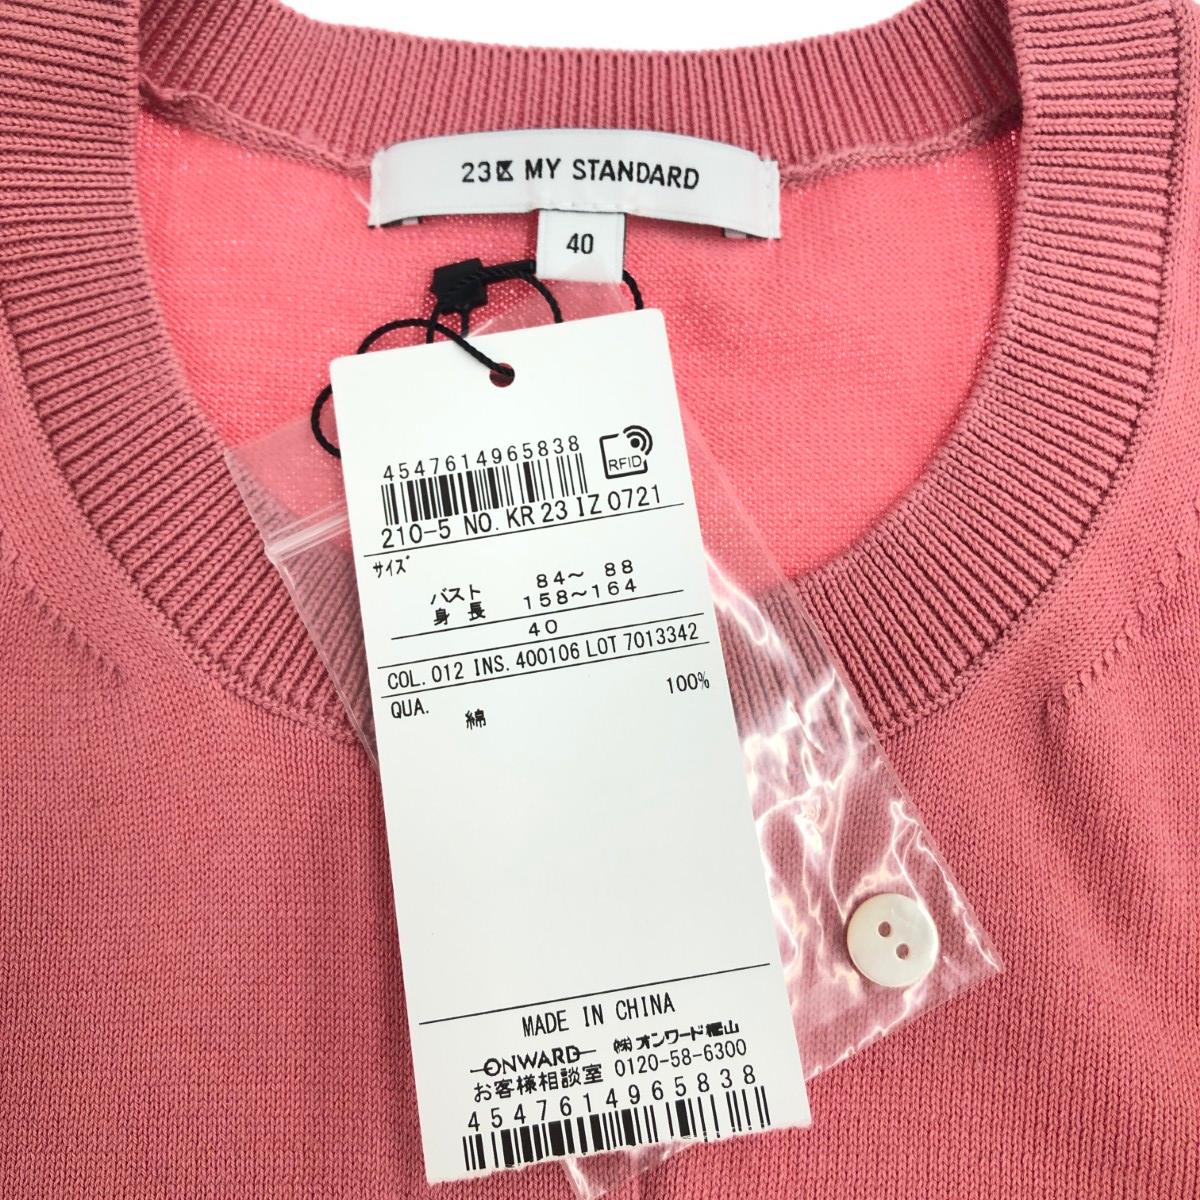 23区 MY STANDARD
40
4547614965838
RFID
210-5 NO. KR23IZ0721
サイズ
バスト 84～ 88
身長 158～164
40
COL. 012 INS. 400106 LOT 7013342
QUA. 100%
綿
MADE IN CHINA
ONWARD ㈱オンワード樫山
お客様相談室 0120-58-6300
4547614965838